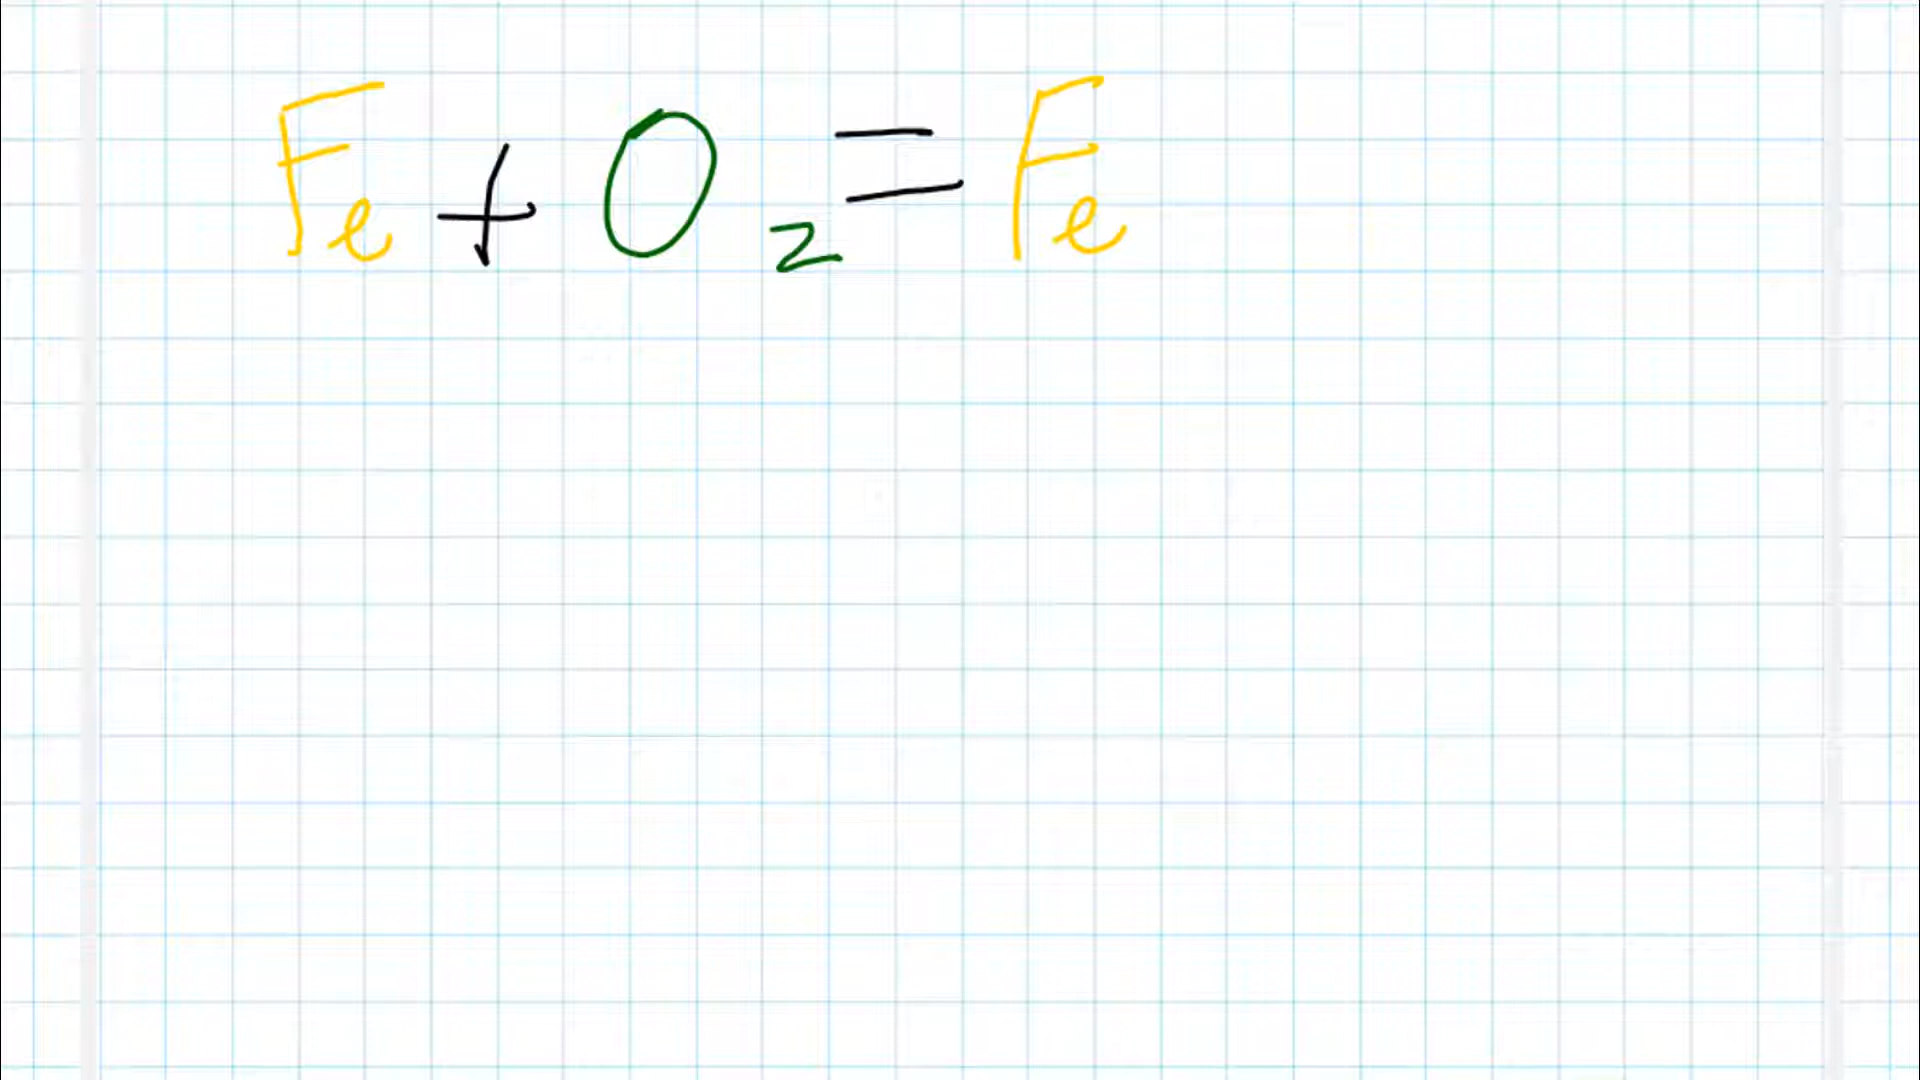 Fe + O₂ = Fe